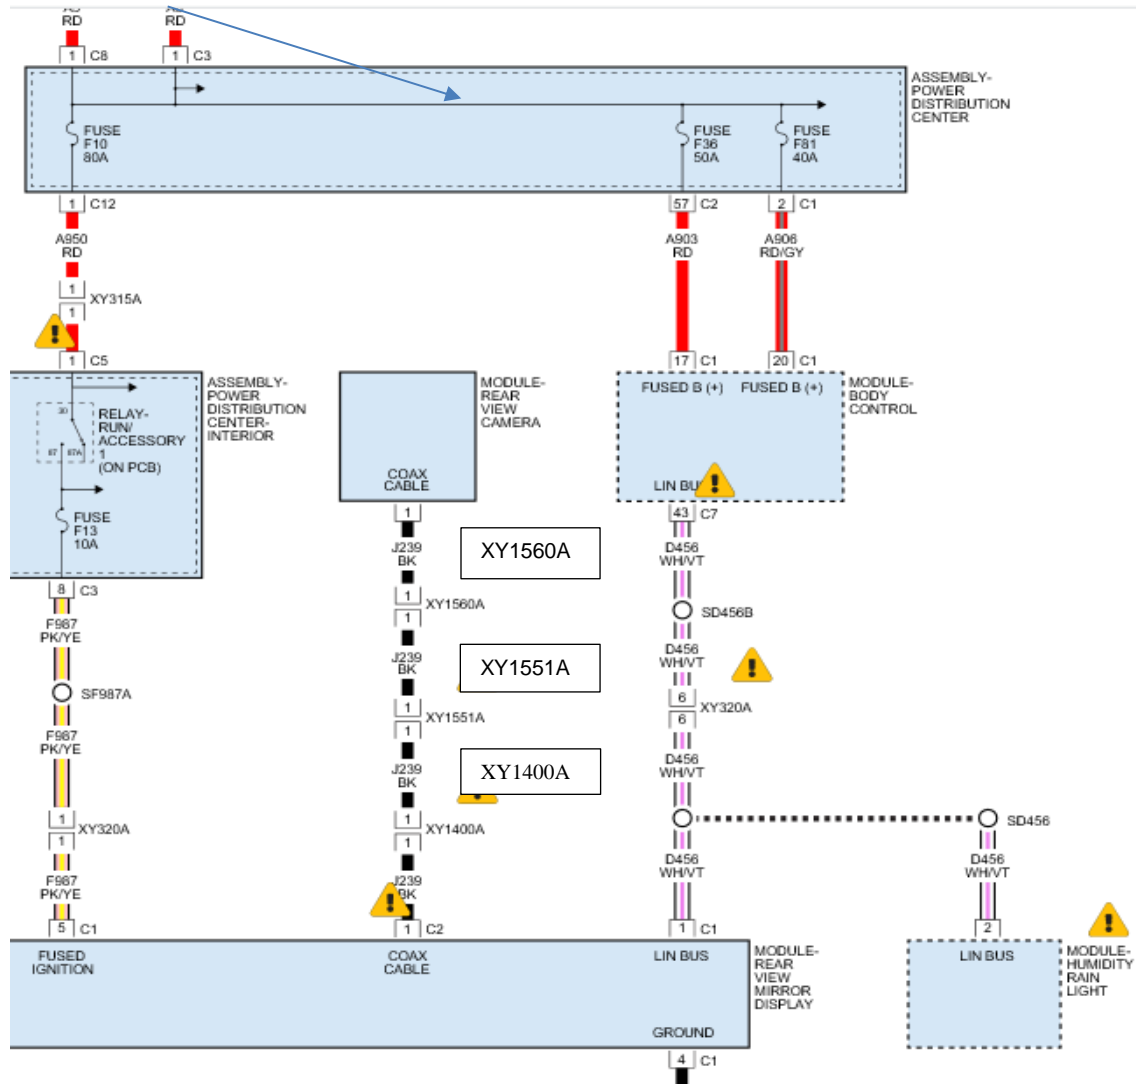 RD
RD
1 C8
1 C3
ASSEMBLY-
POWER
DISTRIBUTION
CENTER
FUSE
F10
80A
FUSE
F36
50A
FUSE
F81
40A
1 C12
57 C2
2 C1
A950
RD
A903
RD
A906
RD/GY
1
XY315A
1
1 C5
17 C1
20 C1
ASSEMBLY-
POWER
DISTRIBUTION
CENTER-
INTERIOR
30
87
87A
RELAY-
RUN/
ACCESSORY
1
(ON PCB)
FUSE
F13
10A
MODULE-
REAR
VIEW
CAMERA
COAX
CABLE
FUSED B (+)
FUSED B (+)
MODULE-
BODY
CONTROL
LIN BU
1
43 C7
J239
BK
XY1560A
D456
WH/VT
8 C3
1
XY1560A
1
SD456B
F987
PK/YE
J239
BK
XY1551A
D456
WH/VT
SF987A
1
XY1551A
1
6
XY320A
6
F987
PK/YE
J239
BK
XY1400A
D456
WH/VT
1
XY320A
1
1
XY1400A
1
SD456
F987
PK/YE
J239
BK
D456
WH/VT
D456
WH/VT
5 C1
1 C2
1 C1
2
FUSED
IGNITION
COAX
CABLE
LIN BUS
MODULE-
REAR
VIEW
MIRROR
DISPLAY
LIN BUS
MODULE-
HUMIDITY
RAIN
LIGHT
GROUND
4 C1